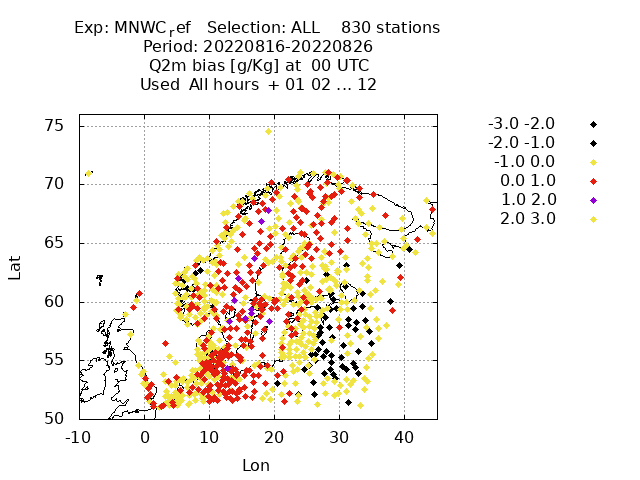 Exp: MNWCref   Selection: ALL    830 stations
Period: 20220816-20220826
Q2m bias [g/Kg] at  00 UTC
Used  All hours  + 01 02 ... 12
75
70
65
60
55
50
-10 0 10 20 30 40
Lat
Lon
-3.0 -2.0
-2.0 -1.0
-1.0 0.0
0.0 1.0
1.0 2.0
2.0 3.0